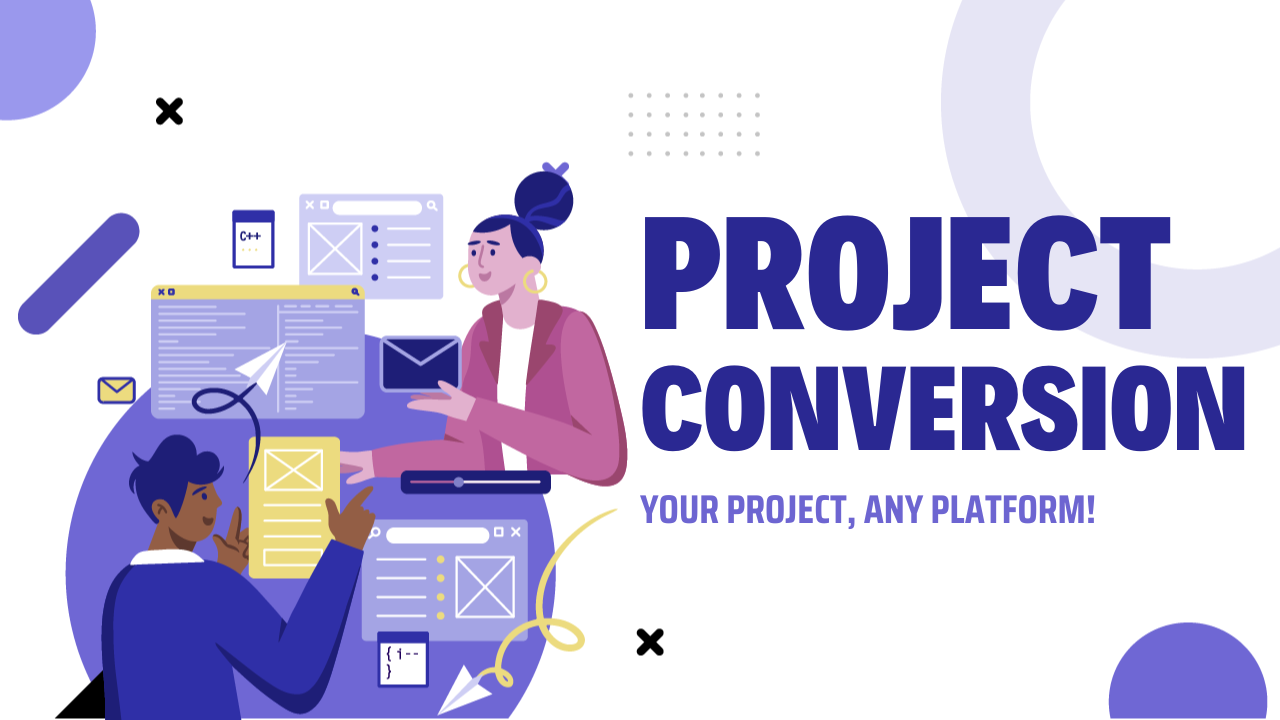 C++
PROJECT
CONVERSION
YOUR PROJECT, ANY PLATFORM!
{ i--
}